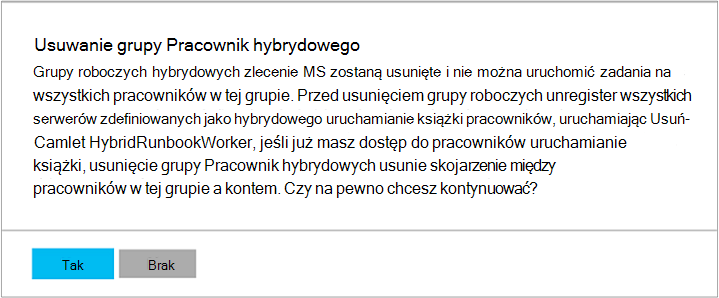 Usuwanie grupy Pracownik hybrydowego
Grupy roboczych hybrydowych zlecenie MS zostaną usunięte i nie można uruchomić zadania na
wszystkich pracowników w tej grupie. Przed usunięciem grupy roboczych unregister wszystkich
serwerów zdefiniowanych jako hybrydowego uruchamianie książki pracowników, uruchamiając Usuń-
Camlet HybridRunbookWorker, jeśli już masz dostęp do pracowników uruchamianie
książki, usunięcie grupy Pracownik hybrydowych usunie skojarzenie między
pracowników w tej grupie a kontem. Czy na pewno chcesz kontynuować?
Tak
Brak